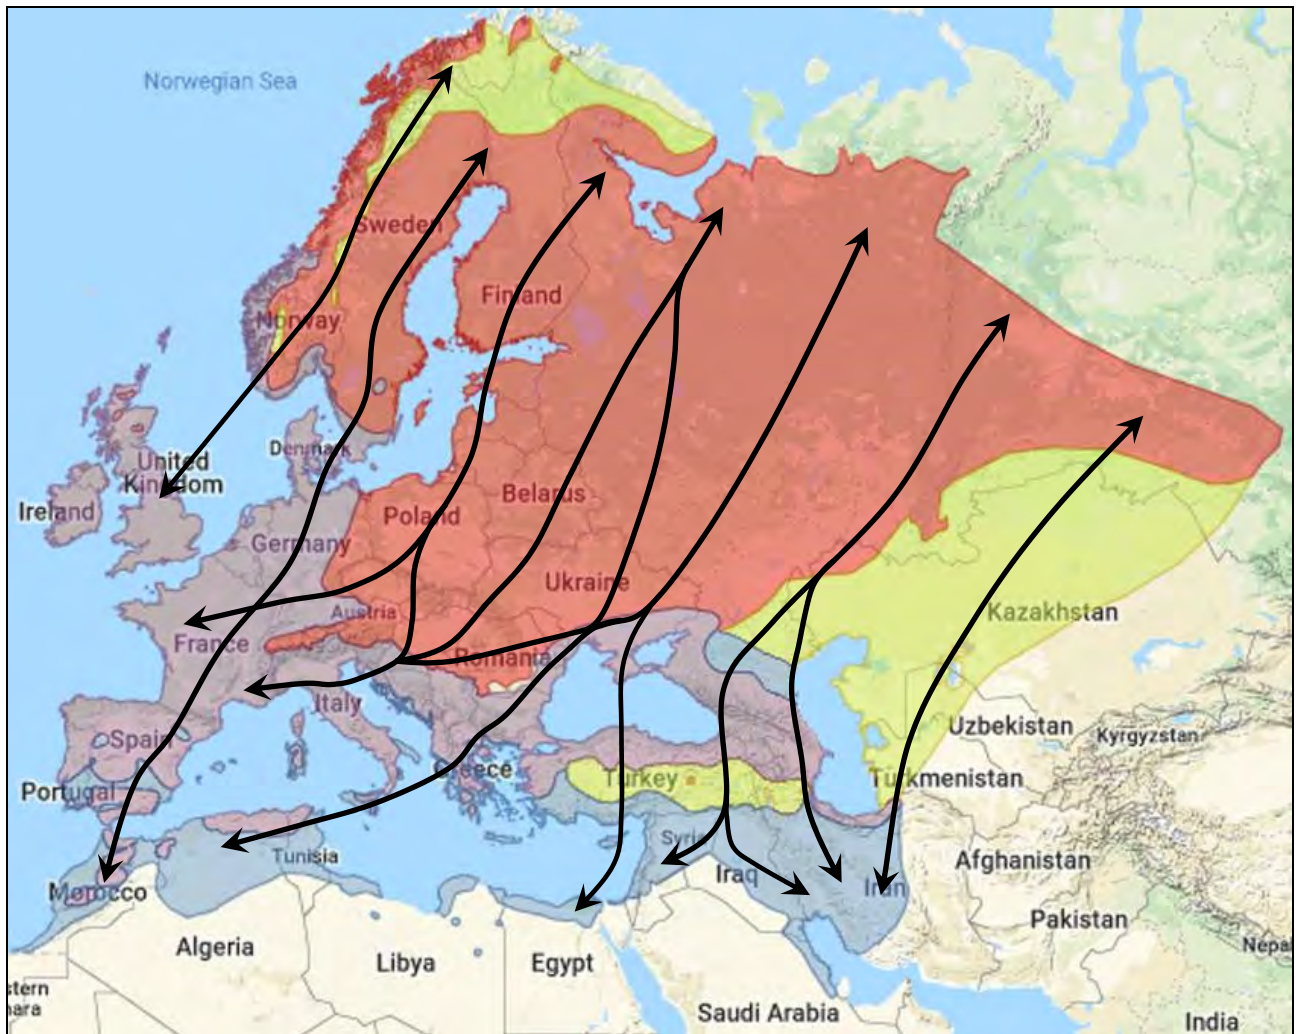 Norwegian Sea
Sweden
Finland
Norway
United
Kingdom
Denmark
Ireland
Belarus
Poland
Germany
Ukraine
Austria
Kazakhstan
France
Romania
Italy
Uzbekistan
Kyrgyzstan
Spain
Greece
Turkey
Turkmenistan
Portugal
Syria
Tunisia
Afghanistan
Iraq
Iran
Morocco
Pakistan
Algeria
Nepal
Libya
Egypt
stern
hara
Saudi Arabia
India